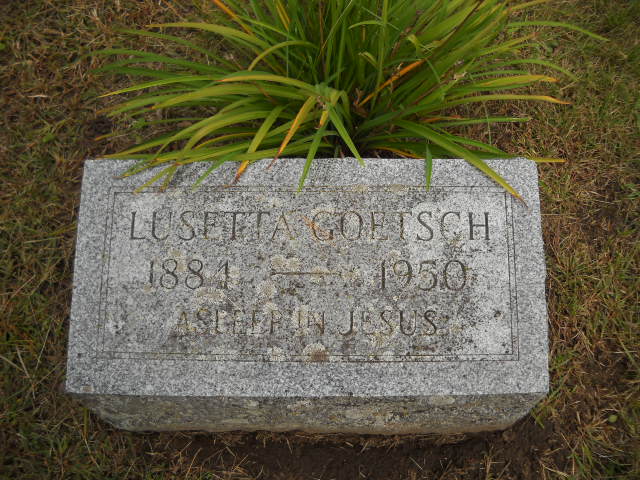 LUSETTA GOETSCH
1884 — 1950
ASLEEP IN JESUS